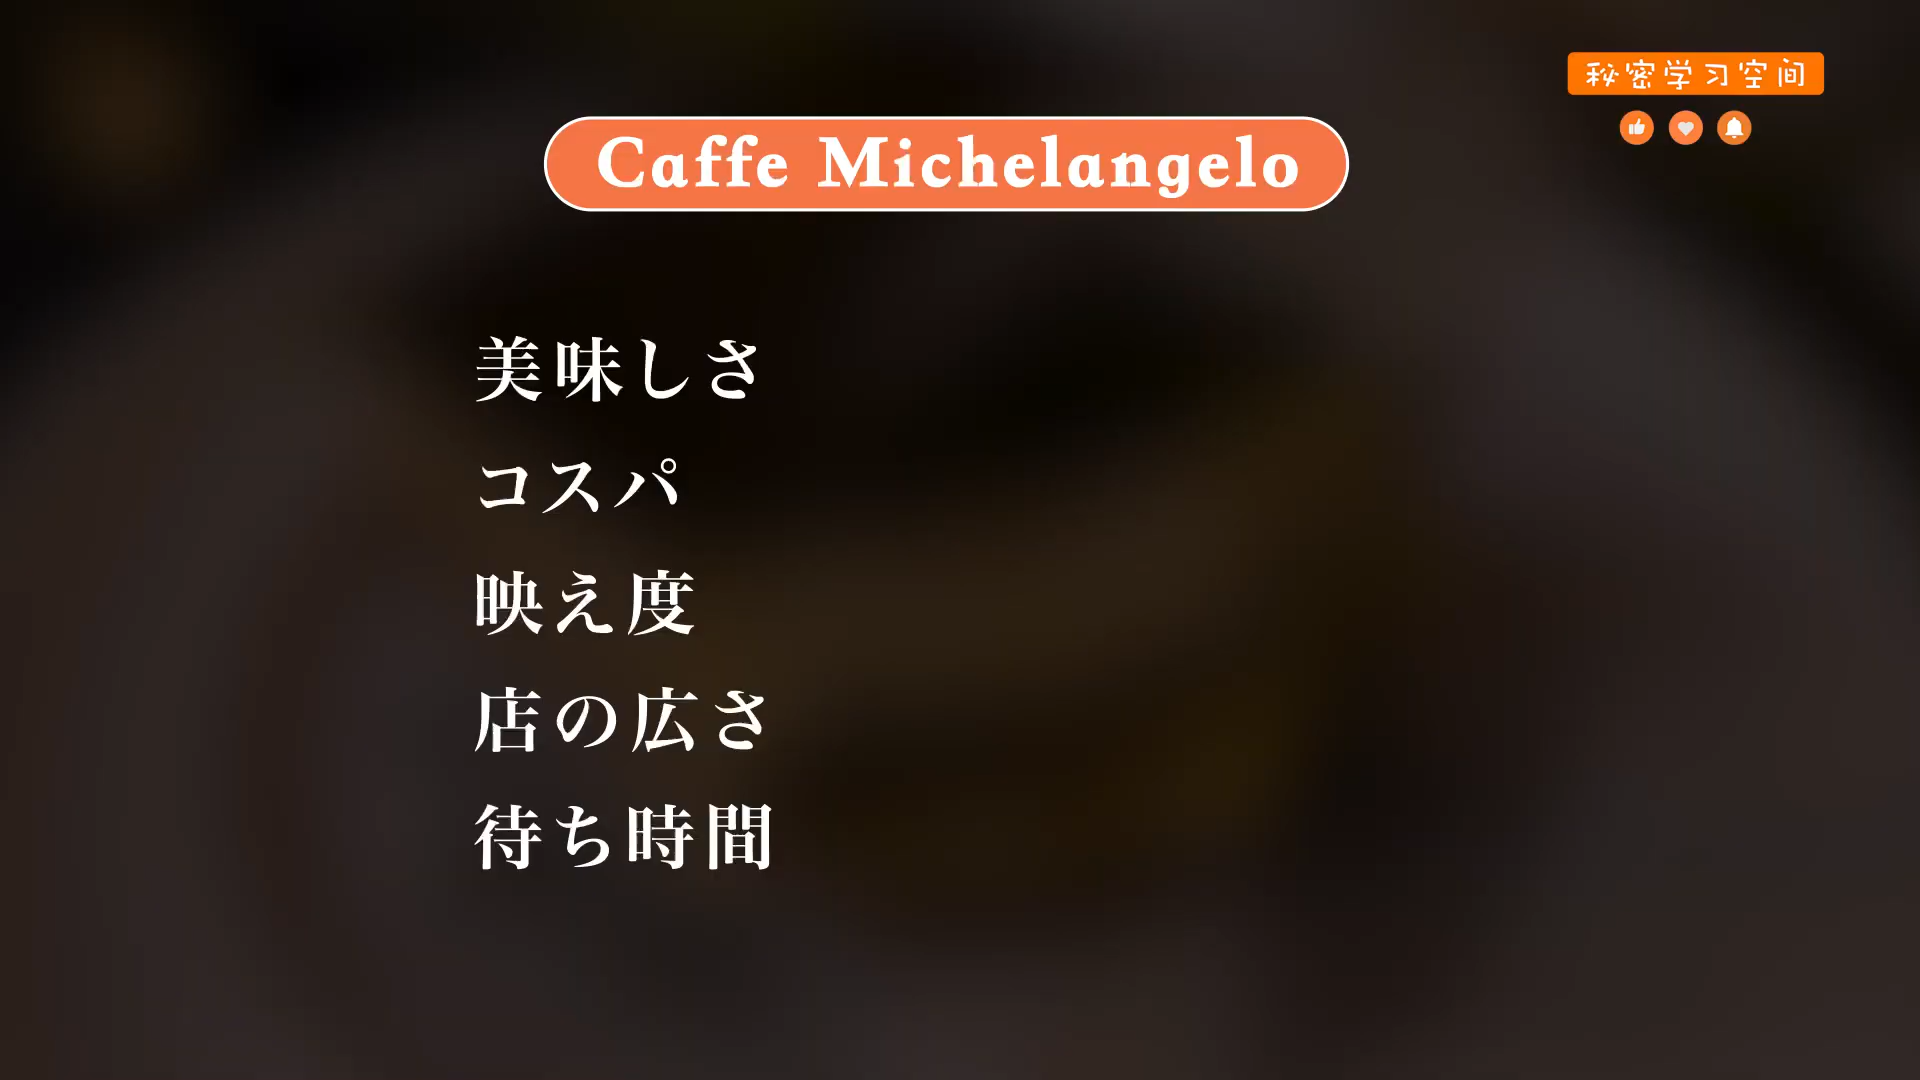 秘密学习空间
Caffe Michelangelo
美味しさ
コスパ
映え度
店の広さ
待ち時間